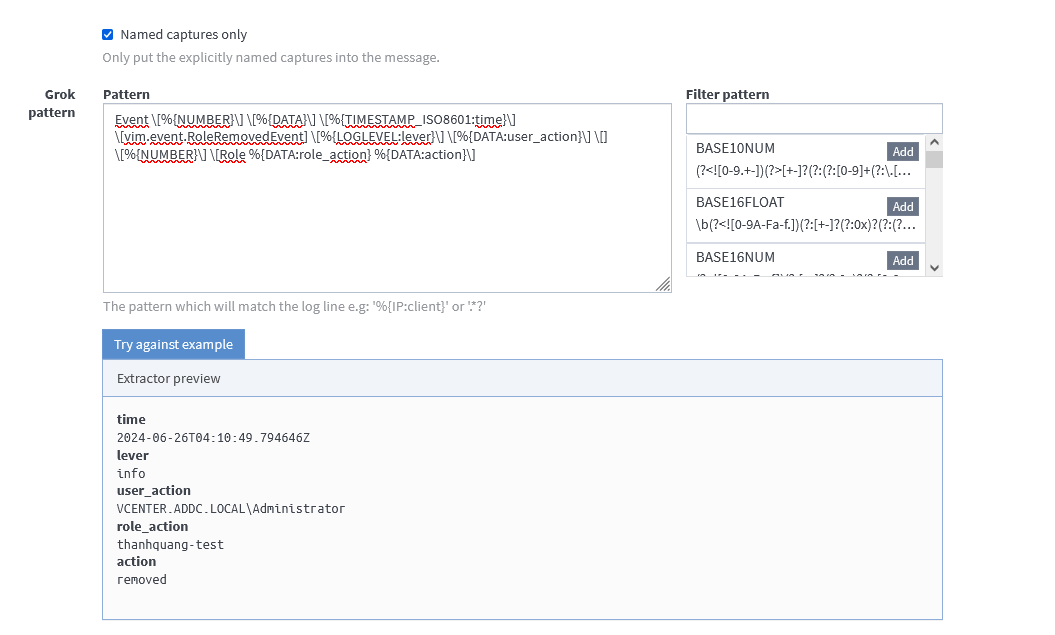 Named captures only
Only put the explicitly named captures into the message.
Grok pattern
Pattern
Event \[%{NUMBER}\] \[%{DATA}\] \[%{TIMESTAMP_ISO8601:time}\]
\[vim.event.RoleRemovedEvent] \[%{LOGLEVEL:lever}\] \[%{DATA:user_action}\] \[]
\[%{NUMBER}\] \[Role %{DATA:role_action} %{DATA:action}\]
The pattern which will match the log line e.g: '%{IP:client}' or '.*?'
Filter pattern
BASE10NUM
Add
(?<![0-9.+-])(?>[+-]?(?:(?:[0-9]+(?:\.[…
BASE16FLOAT
Add
\b(?<![0-9A-Fa-f.])(?:[+-]?(?:0x)?(?:(?…
BASE16NUM
Add
Try against example
Extractor preview
time
2024-06-26T04:10:49.794646Z
lever
info
user_action
VCENTER.ADDC.LOCAL\Administrator
role_action
thanhquang-test
action
removed